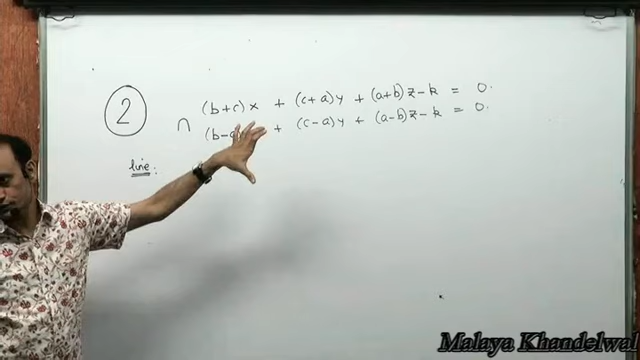 2
(b+c)x + (c+a)y + (a+b)z-k = 0.
∩ (b-c + (c-a)y + (a-b)z-k = 0.
line:
Malaya Khandelwal